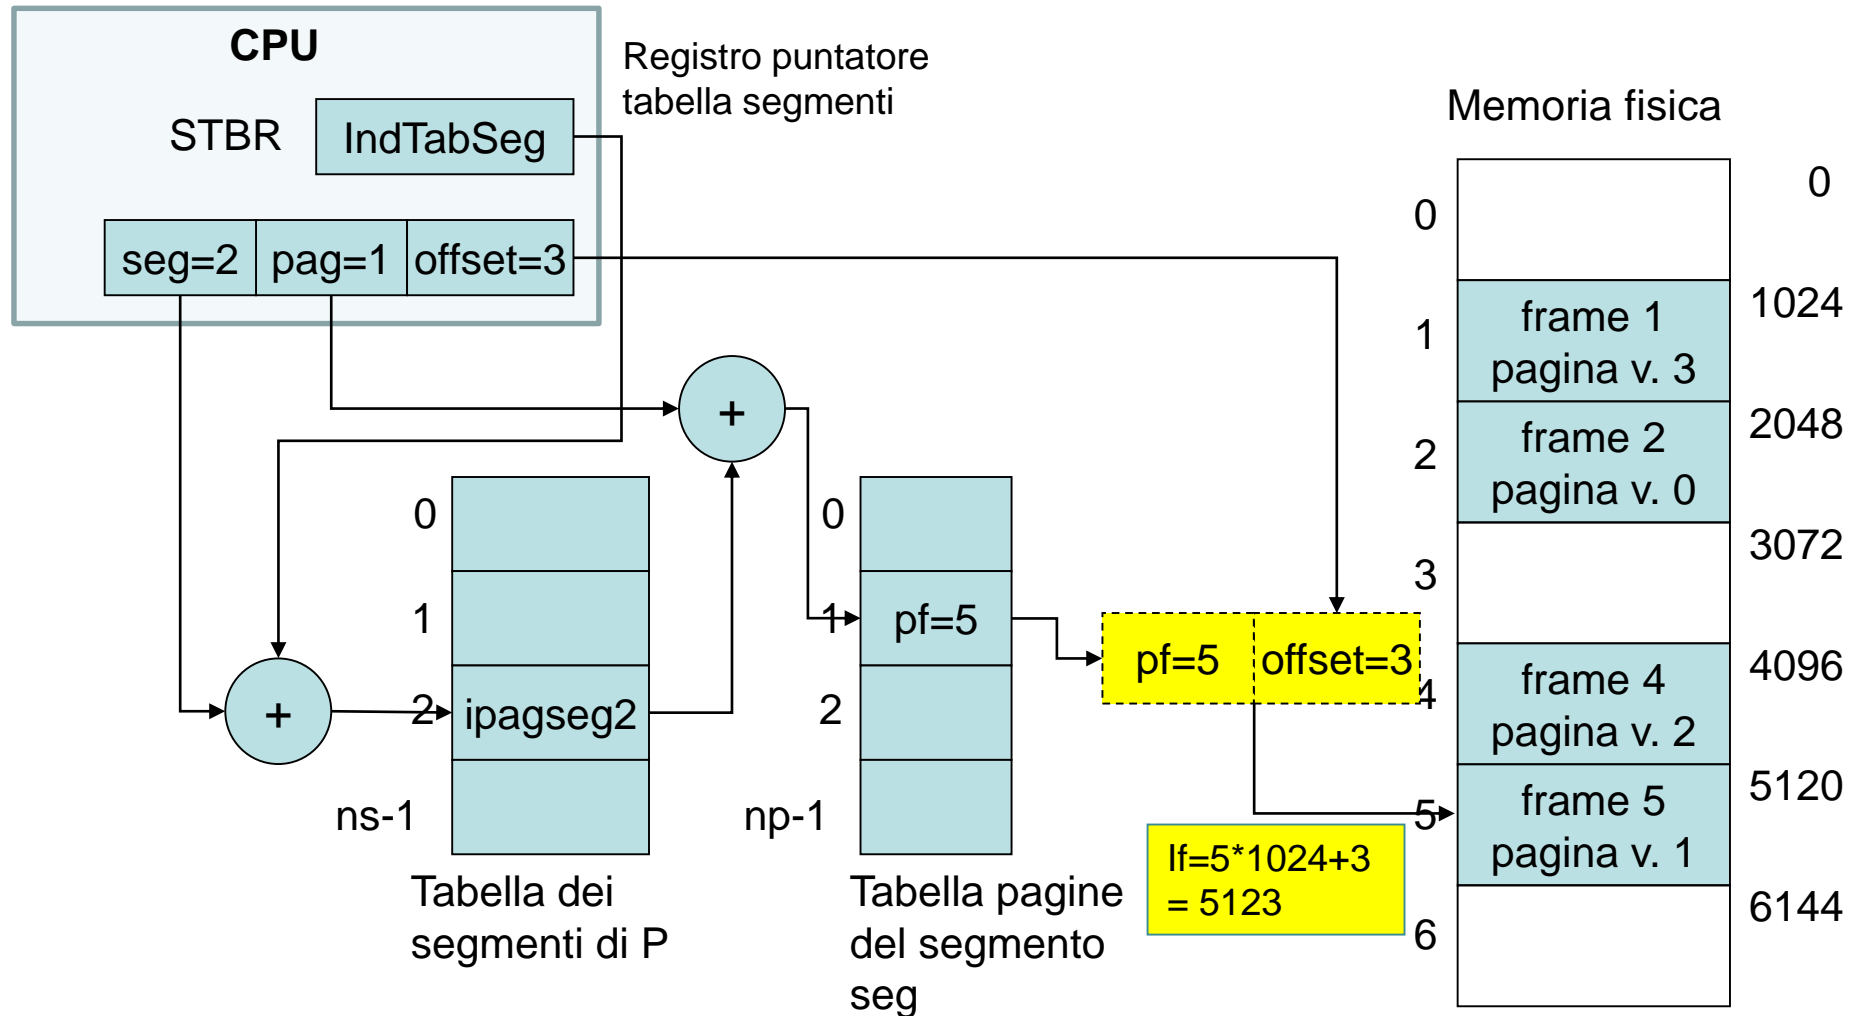 CPU
Registro puntatore
tabella segmenti
STBR
IndTabSeg
seg=2 pag=1 offset=3
+
+
0
1
2
ns-1
ipagseg2
Tabella dei
segmenti di P
0
1
2
np-1
pf=5
Tabella pagine
del segmento
seg
pf=5 offset=3
If=5*1024+3
= 5123
Memoria fisica
0
0
1
frame 1
pagina v. 3
1024
2
frame 2
pagina v. 0
2048
3
3072
4
frame 4
pagina v. 2
4096
5
frame 5
pagina v. 1
5120
6
6144